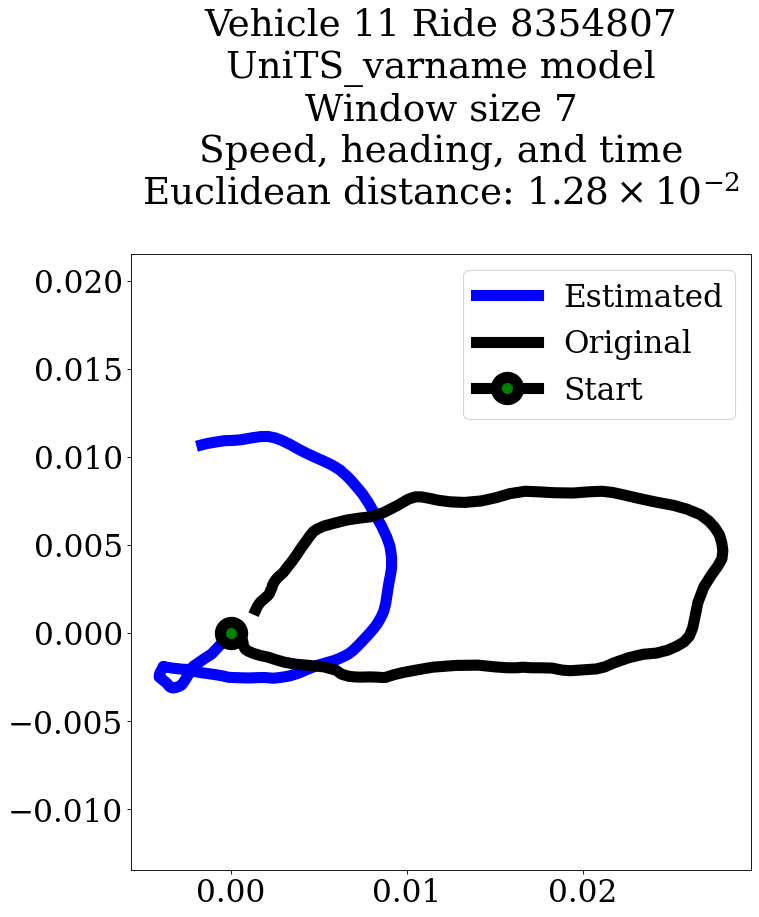 Vehicle 11 Ride 8354807
UniTS_varname model
Window size 7
Speed, heading, and time
Euclidean distance: 1.28 × 10⁻²
Estimated
Original
Start
0.020
0.015
0.010
0.005
0.000
−0.005
−0.010
0.00 0.01 0.02